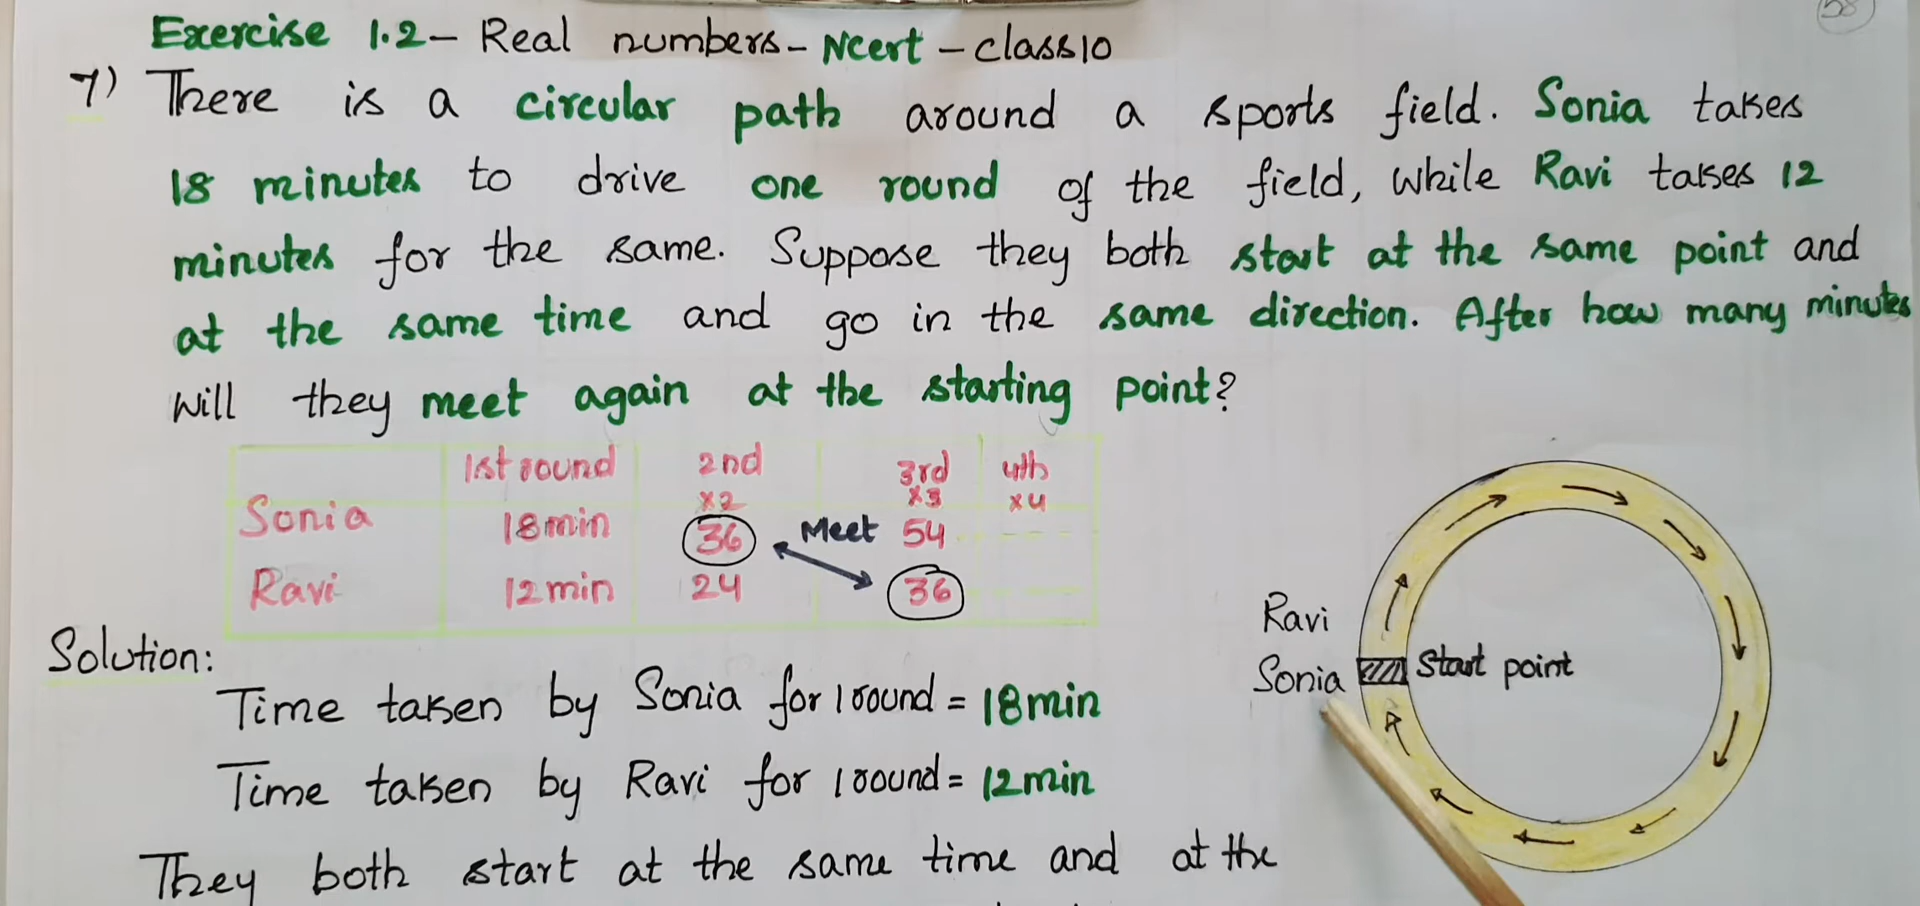 58
Exercise 1.2 - Real numbers - Ncert - class 10
7) There is a circular path around a sports field. Sonia takes
18 minutes to drive one round of the field, while Ravi takes 12
minutes for the same. Suppose they both start at the same point and
at the same time and go in the same direction. After how many minutes
will they meet again at the starting point?
1st round 2nd 3rd 4th
×2 ×3 ×4
Sonia 18min 36 Meet 54
Ravi 12min 24 36
Ravi
Sonia Start point
Solution:
Time taken by Sonia for 1 round = 18min
Time taken by Ravi for 1 round = 12min
They both start at the same time and at the